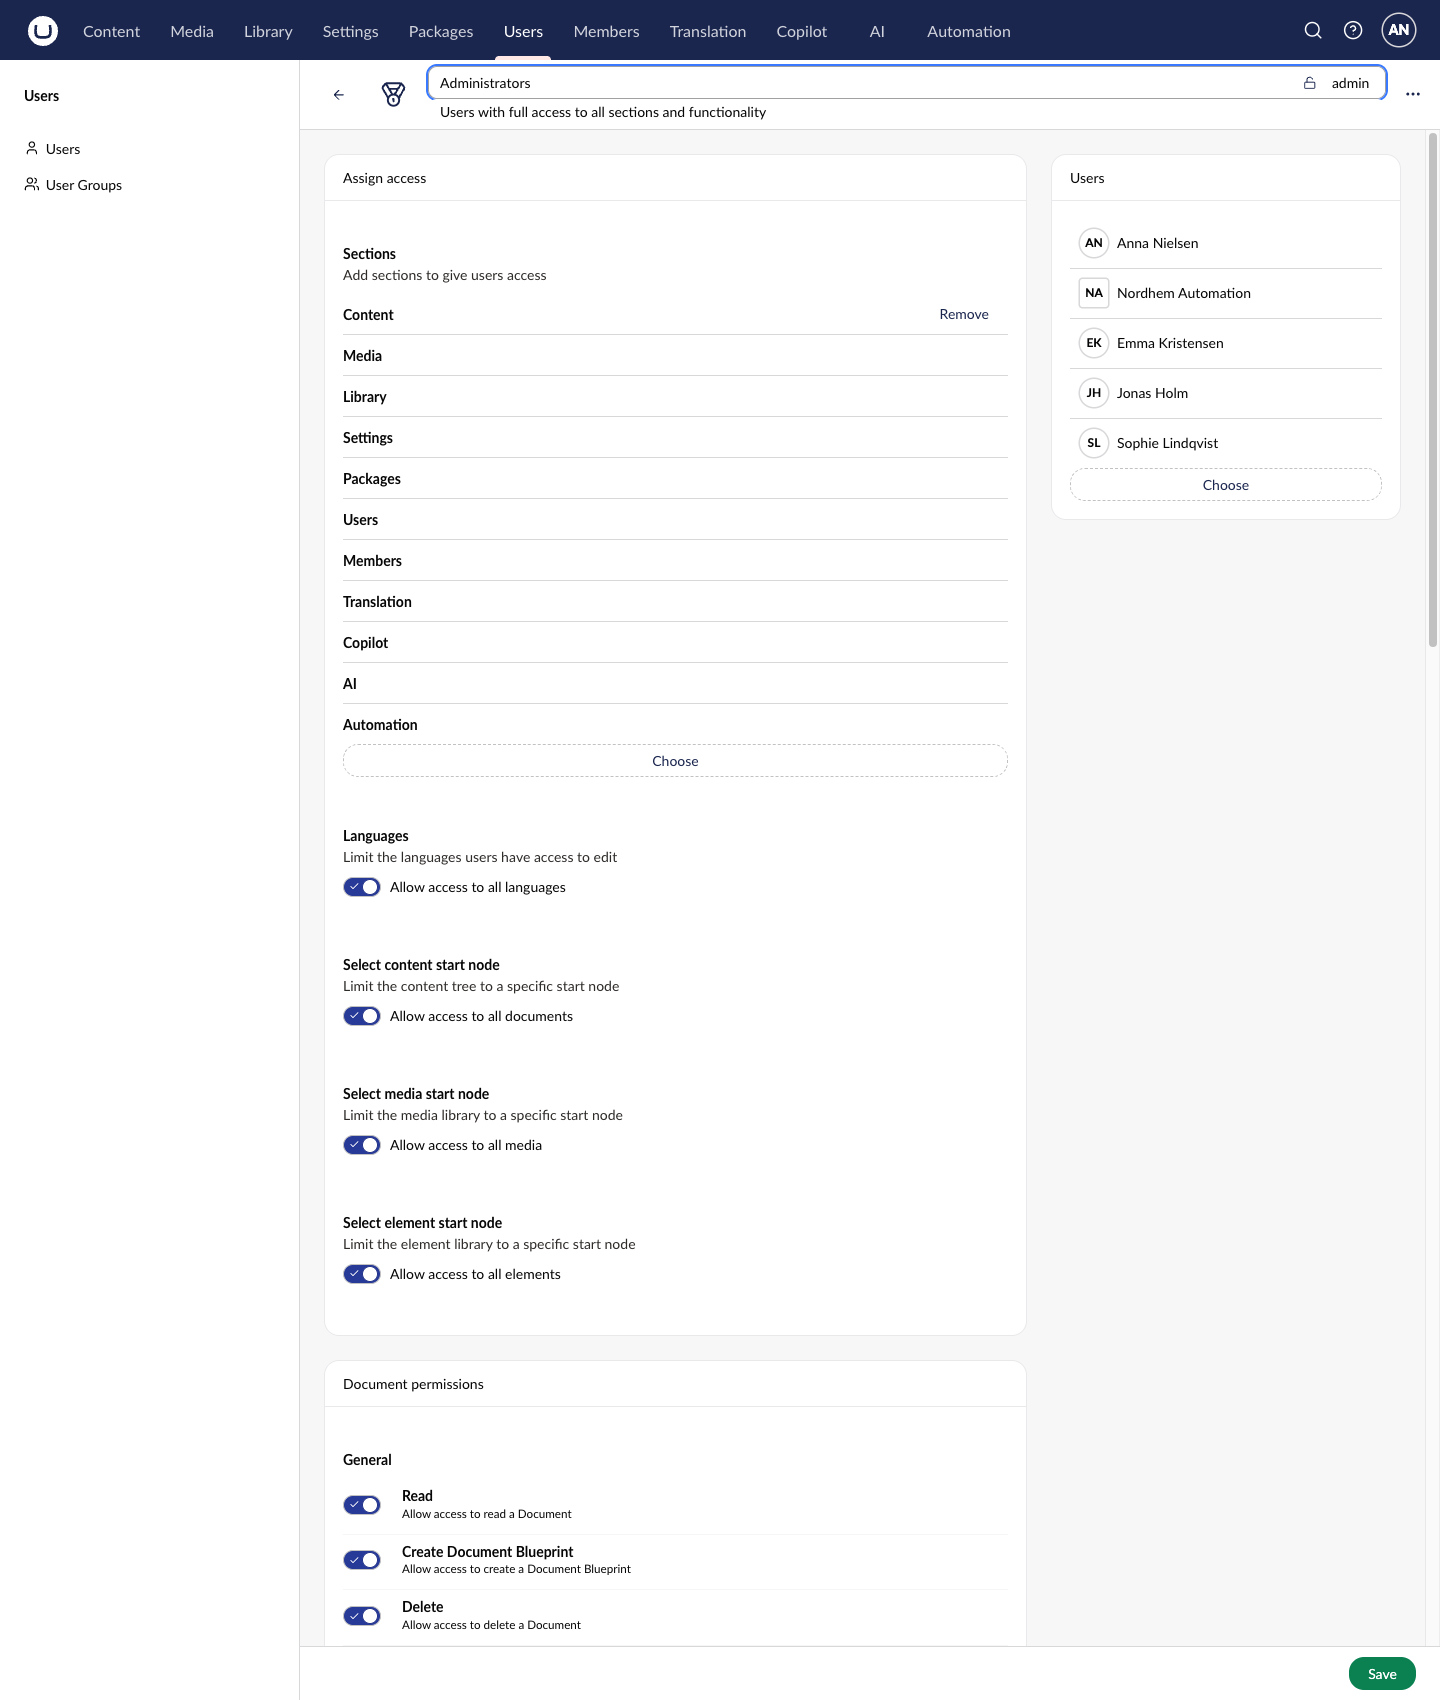 Content Media Library Settings Packages Users Members Translation Copilot AI Automation AN
Users
Users
User Groups
Administrators admin
Users with full access to all sections and functionality
Assign access
Sections
Add sections to give users access
Content Remove
Media
Library
Settings
Packages
Users
Members
Translation
Copilot
AI
Automation
Choose
Languages
Limit the languages users have access to edit
Allow access to all languages
Select content start node
Limit the content tree to a specific start node
Allow access to all documents
Select media start node
Limit the media library to a specific start node
Allow access to all media
Select element start node
Limit the element library to a specific start node
Allow access to all elements
Document permissions
General
Read
Allow access to read a Document
Create Document Blueprint
Allow access to create a Document Blueprint
Delete
Allow access to delete a Document
Users
AN Anna Nielsen
NA Nordhem Automation
EK Emma Kristensen
JH Jonas Holm
SL Sophie Lindqvist
Choose
Save